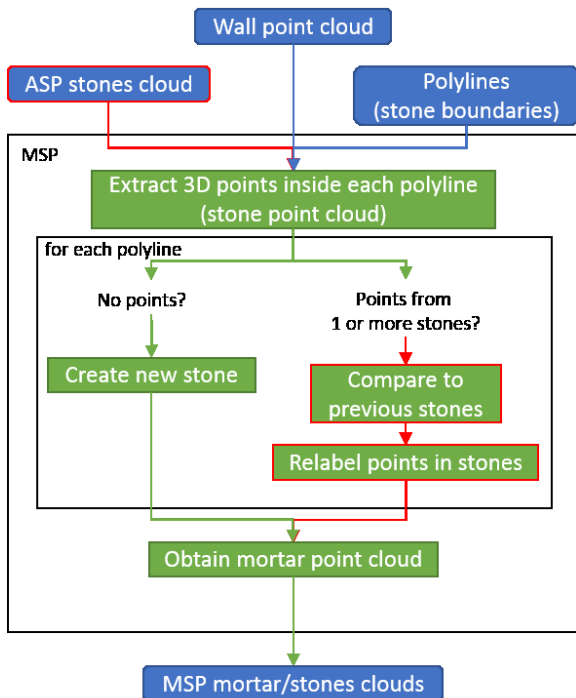 Wall point cloud
ASP stones cloud
Polylines
(stone boundaries)
MSP
Extract 3D points inside each polyline
(stone point cloud)
for each polyline
No points?
Points from
1 or more stones?
Create new stone
Compare to
previous stones
Relabel points in stones
Obtain mortar point cloud
MSP mortar/stones clouds